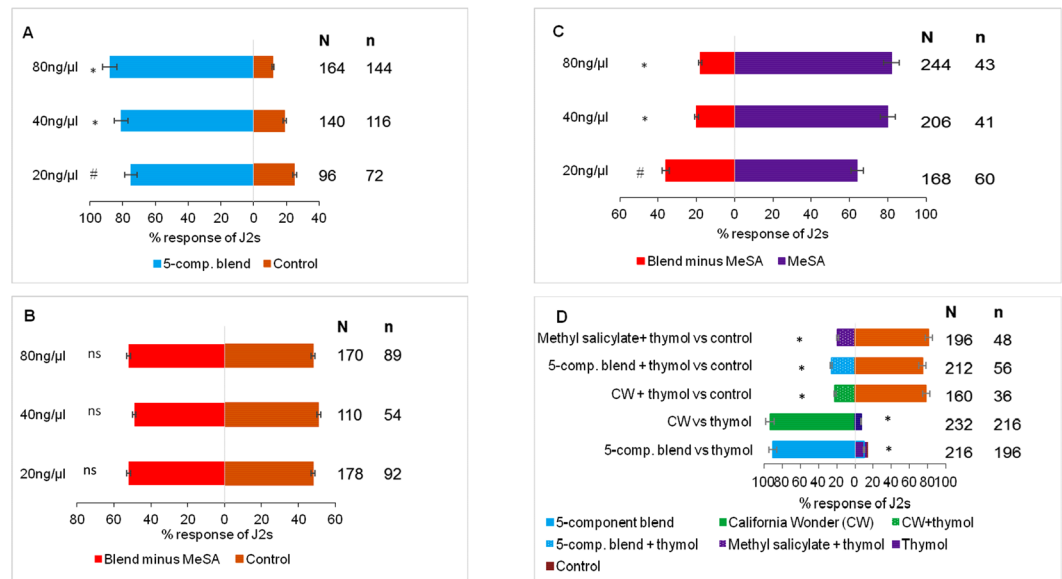 A
N n
80ng/µl * 164 144
40ng/µl * 140 116
20ng/µl # 96 72
100 80 60 40 20 0 20 40
% response of J2s
5-comp. blend Control
B
N n
80ng/µl ns 170 89
40ng/µl ns 110 54
20ng/µl ns 178 92
80 60 40 20 0 20 40 60
% response of J2s
Blend minus MeSA Control
C
N n
80ng/µl * 244 43
40ng/µl * 206 41
20ng/µl # 168 60
60 40 20 0 20 40 60 80 100
% response of J2s
Blend minus MeSA MeSA
D
N n
Methyl salicylate+ thymol vs control * 196 48
5-comp. blend + thymol vs control * 212 56
CW + thymol vs control * 160 36
CW vs thymol * 232 216
5-comp. blend vs thymol * 216 196
100 80 60 40 20 0 20 40 60 80 100
% response of J2s
5-component blend California Wonder (CW) CW+thymol
5-comp. blend + thymol Methyl salicylate + thymol Thymol
Control